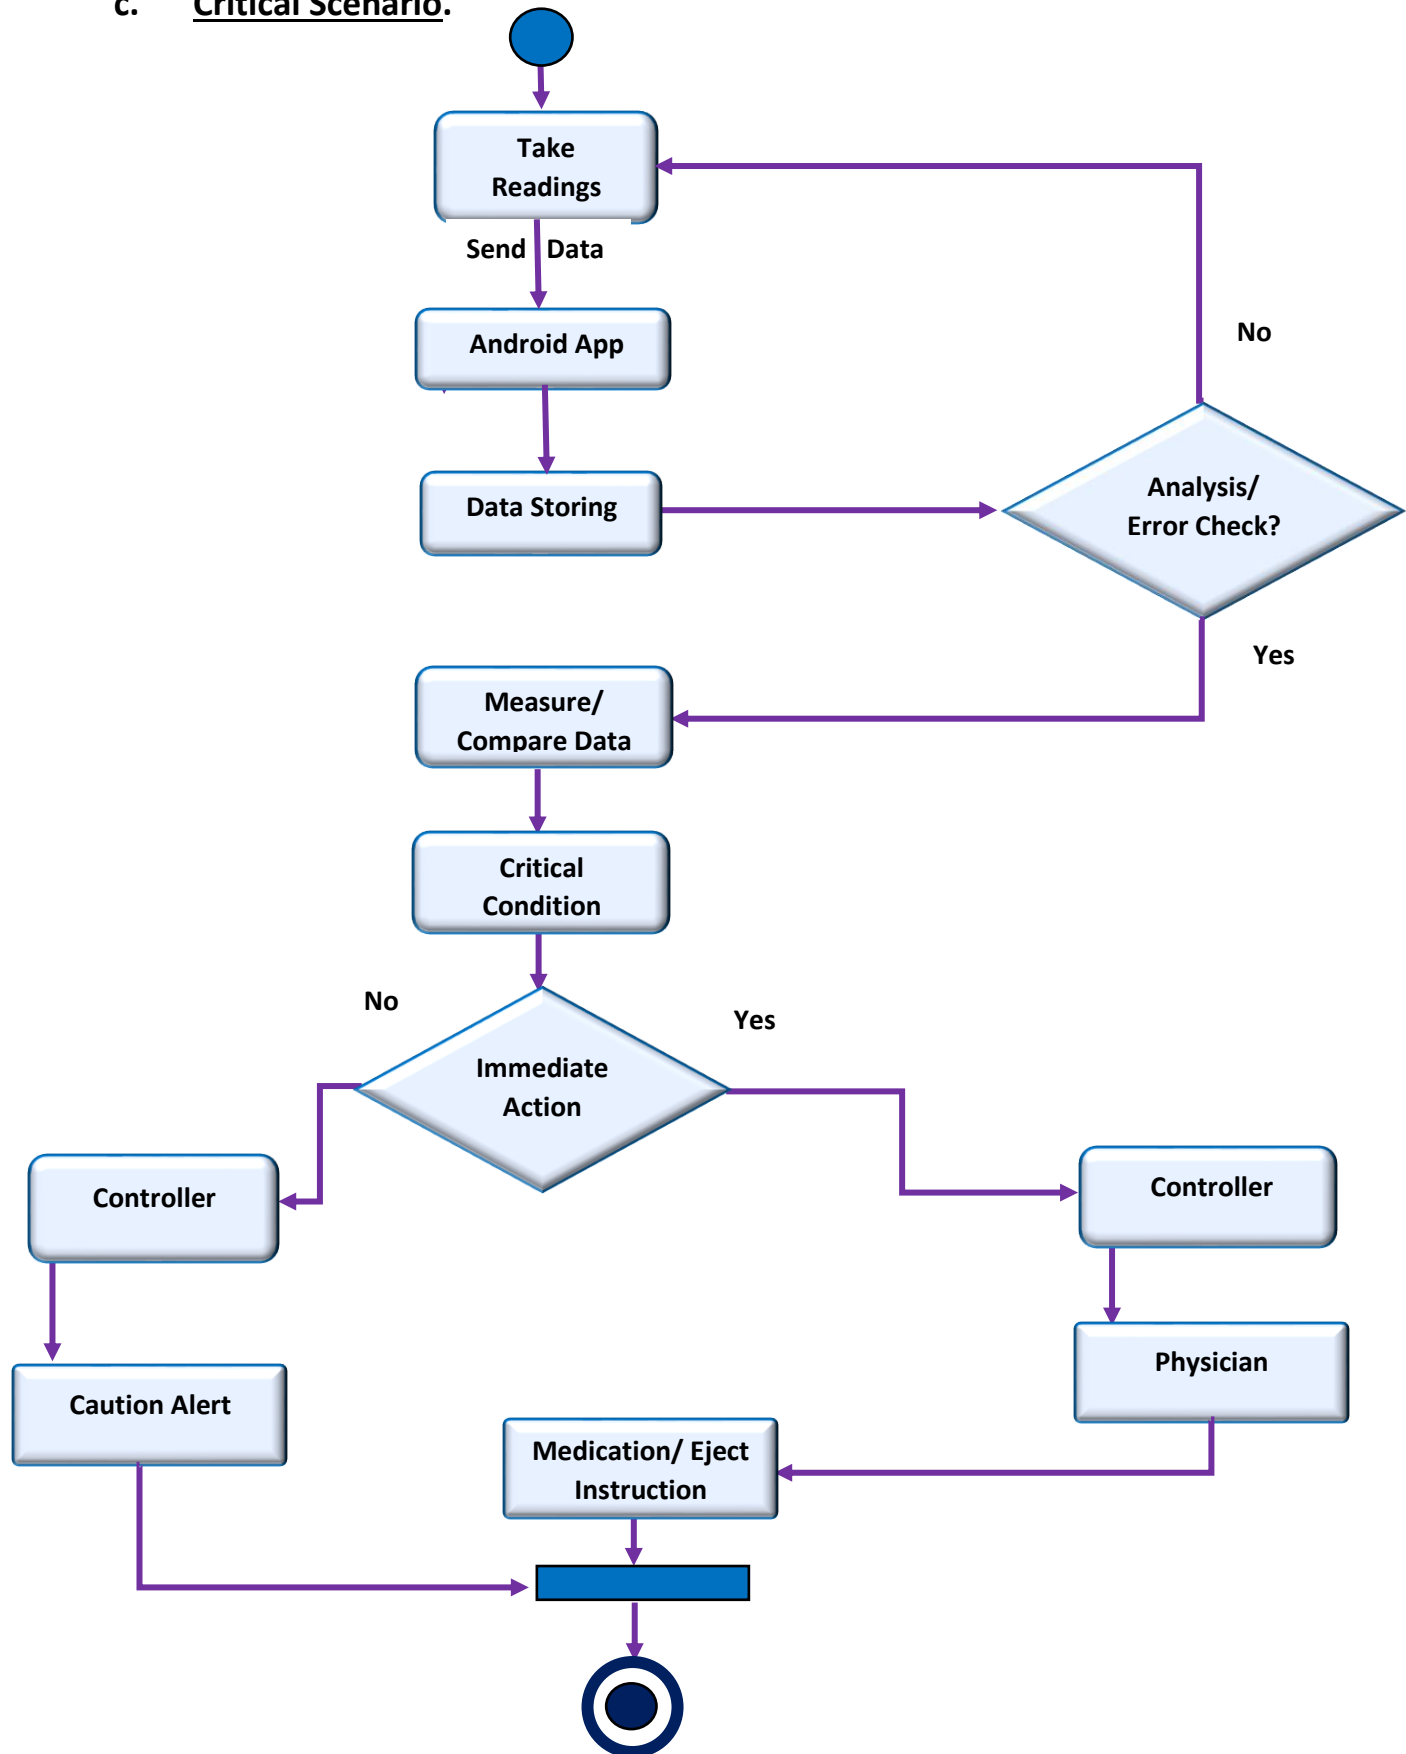 c. Critical Scenario.
Take
Readings
Send Data
Android App
No
Data Storing
Analysis/
Error Check?
Yes
Measure/
Compare Data
Critical
Condition
No
Yes
Immediate
Action
Controller
Controller
Caution Alert
Physician
Medication/ Eject
Instruction